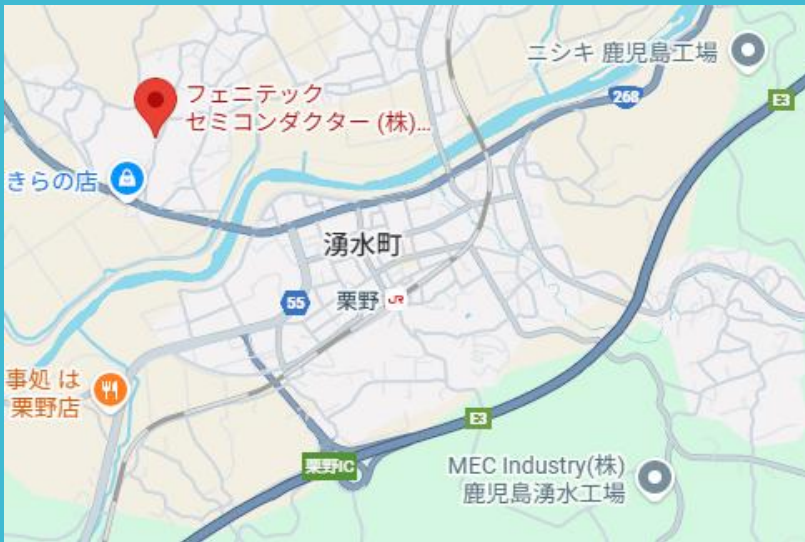 ニシキ 鹿児島工場
E3
268
フェニテック
セミコンダクター (株)...
きらの店
湧水町
55
栗野 JR
事処 は
栗野店
E3
栗野IC
MEC Industry(株)
鹿児島湧水工場